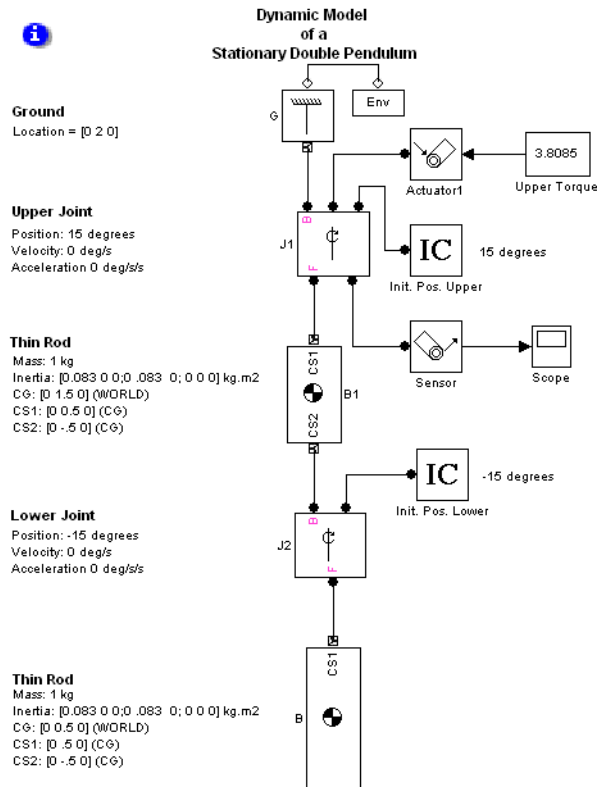 Dynamic Model
of a
Stationary Double Pendulum
i
Ground
Location = [0 2 0]
G
Env
Actuator1
3.8085
Upper Torque
Upper Joint
Position: 15 degrees
Velocity: 0 deg/s
Acceleration 0 deg/s/s
J1
B
F
IC
15 degrees
Init. Pos. Upper
Thin Rod
Mass: 1 kg
Inertia: [0.083 0 0;0 .083 0; 0 0 0] kg.m2
CG: [0 1.5 0] (WORLD)
CS1: [0 0.5 0] (CG)
CS2: [0 -.5 0] (CG)
CS1
CS2
B1
Sensor
Scope
IC
-15 degrees
Init. Pos. Lower
Lower Joint
Position: -15 degrees
Velocity: 0 deg/s
Acceleration 0 deg/s/s
J2
B
F
Thin Rod
Mass: 1 kg
Inertia: [0.083 0 0;0 .083 0; 0 0 0] kg.m2
CG: [0 0.5 0] (WORLD)
CS1: [0 .5 0] (CG)
CS2: [0 -.5 0] (CG)
CS1
B